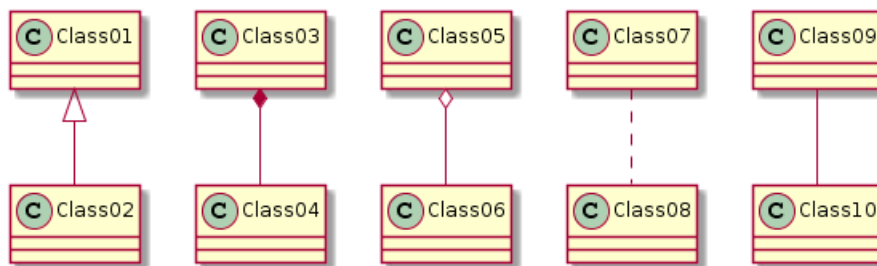 C Class01
C Class03
C Class05
C Class07
C Class09
C Class02
C Class04
C Class06
C Class08
C Class10